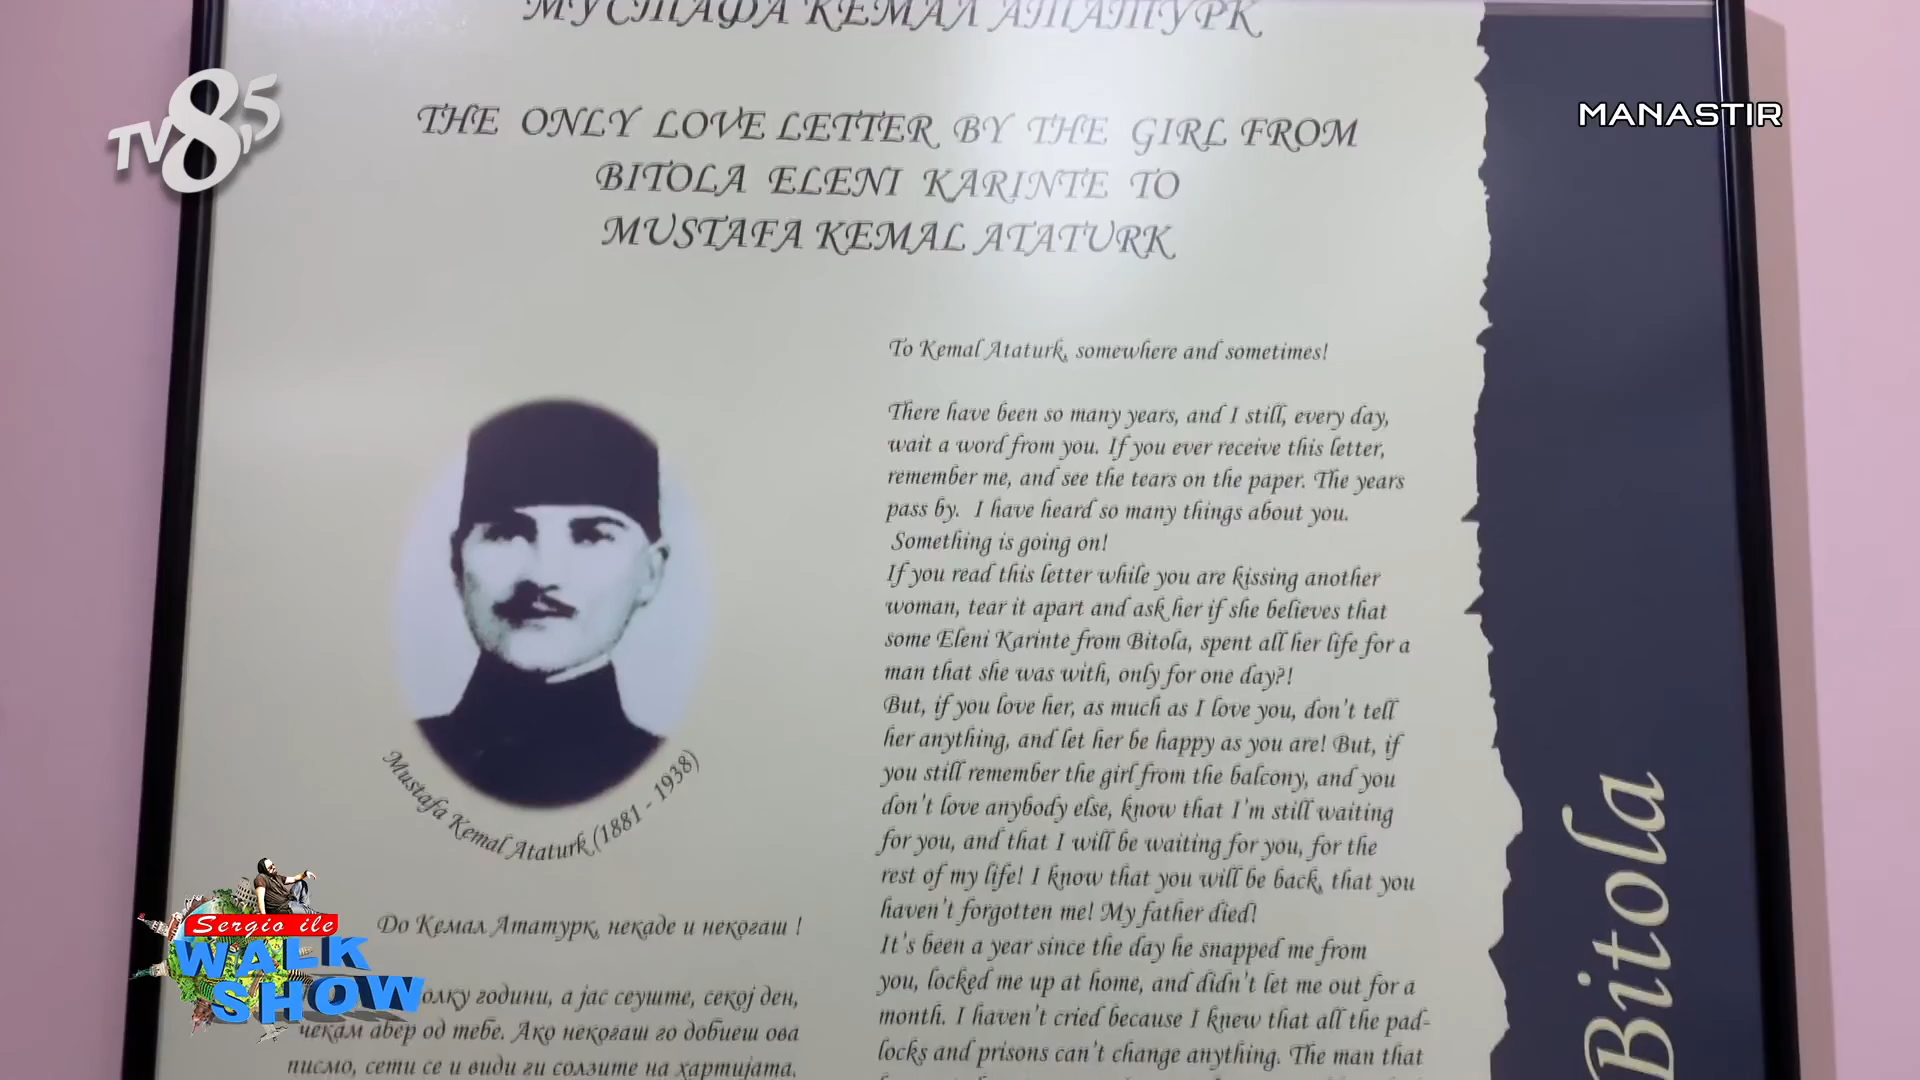 МУСТАФА КЕМАЛ АТАТУРК
TV8,5
MANASTIR
THE ONLY LOVE LETTER BY THE GIRL FROM
BITOLA ELENI KARINTE TO
MUSTAFA KEMAL ATATURK
To Kemal Ataturk, somewhere and sometimes!
There have been so many years, and I still, every day,
wait a word from you. If you ever receive this letter,
remember me, and see the tears on the paper. The years
pass by. I have heard so many things about you.
Something is going on!
If you read this letter while you are kissing another
woman, tear it apart and ask her if she believes that
some Eleni Karinte from Bitola, spent all her life for a
man that she was with, only for one day?!
But, if you love her, as much as I love you, don't tell
her anything, and let her be happy as you are! But, if
you still remember the girl from the balcony, and you
don't love anybody else, know that I'm still waiting
for you, and that I will be waiting for you, for the
rest of my life! I know that you will be back, that you
haven't forgotten me! My father died!
It's been a year since the day he snapped me from
you, locked me up at home, and didn't let me out for a
month. I haven't cried because I knew that all the pad-
locks and prisons can't change anything. The man that
Mustafa Kemal Ataturk (1881 - 1938)
До Кемал Ататурк, некаде и некогаш !
олку години, а јас сеуште, секој ден,
чекам абер од тебе. Ако некогаш го добиеш ова
писмо, сети се и види ги солзите на хартијата.
Bitola
Sergio ile
WALK
SHOW